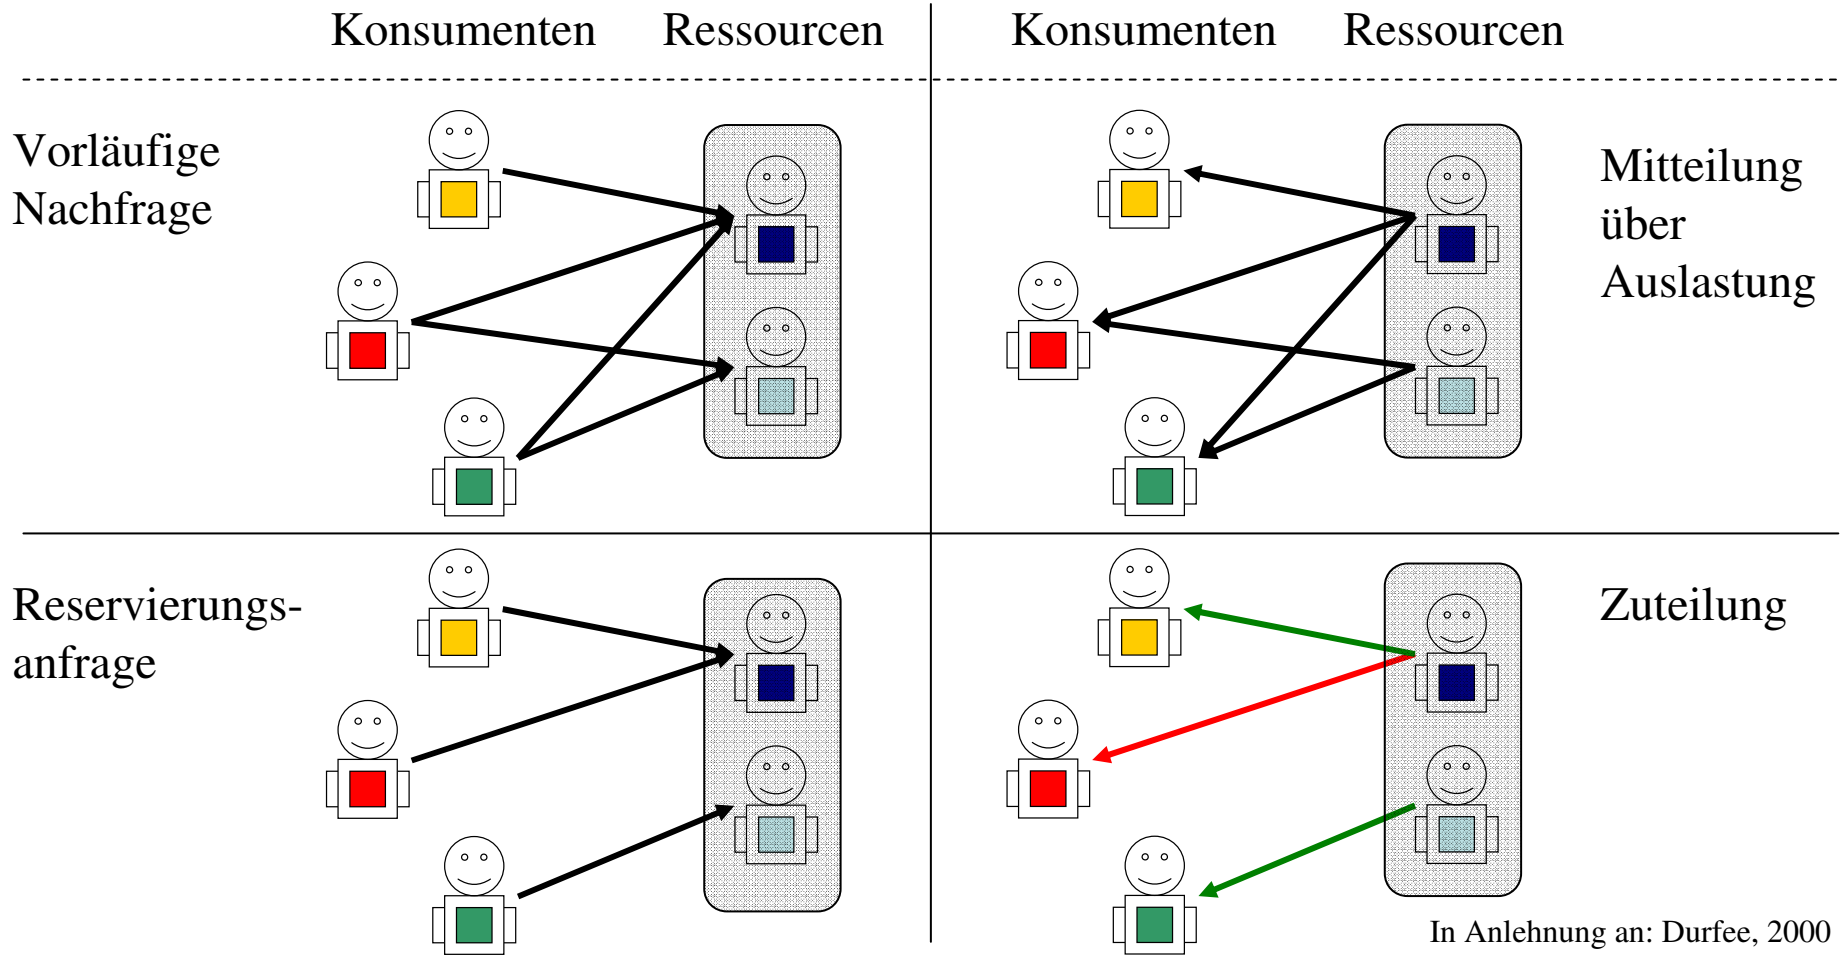 Konsumenten Ressourcen Konsumenten Ressourcen
Vorläufige
Nachfrage
Mitteilung
über
Auslastung
Reservierungs-
anfrage
Zuteilung
In Anlehnung an: Durfee, 2000